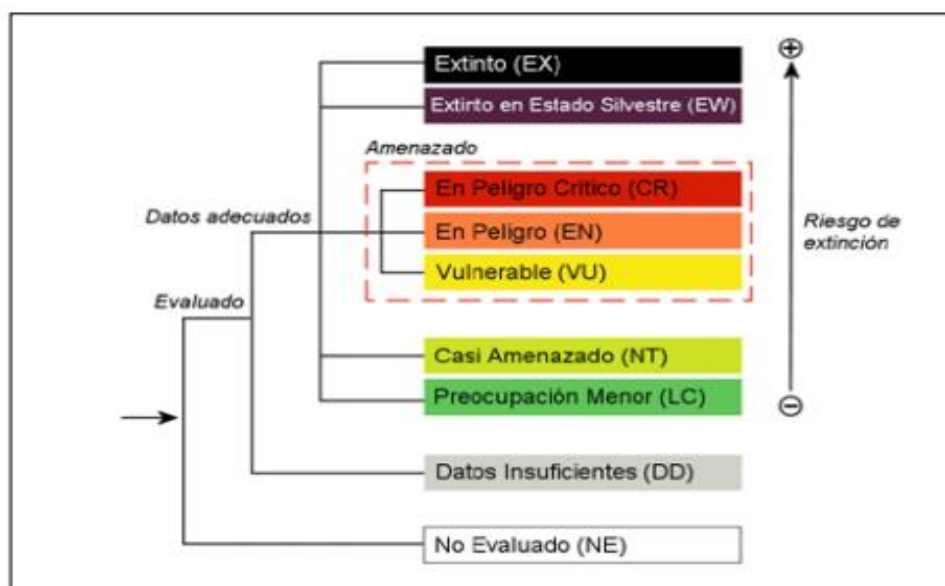 Extinto (EX)
Extinto en Estado Silvestre (EW)
Amenazado
En Peligro Crítico (CR)
Datos adecuados
En Peligro (EN)
Riesgo de
extinción
Vulnerable (VU)
Evaluado
Casi Amenazado (NT)
Preocupación Menor (LC)
Datos Insuficientes (DD)
No Evaluado (NE)